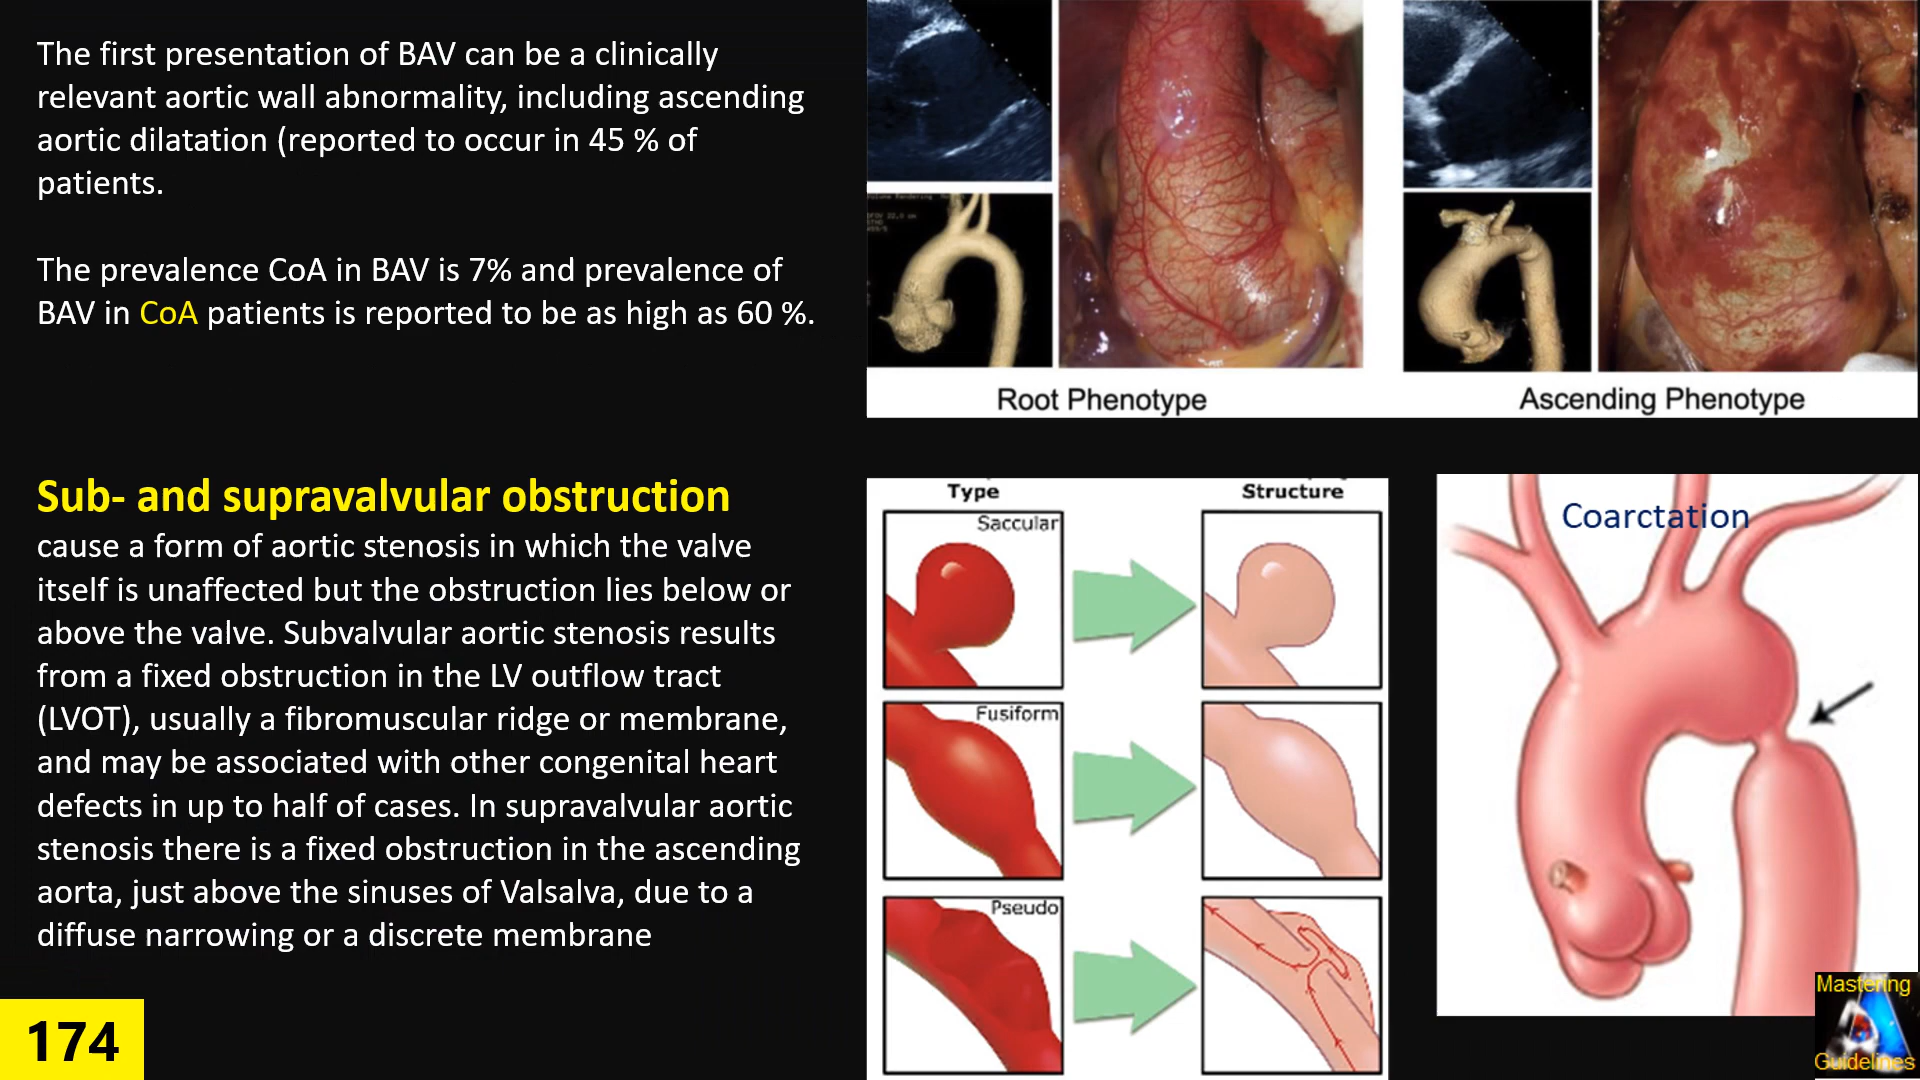 The first presentation of BAV can be a clinically
relevant aortic wall abnormality, including ascending
aortic dilatation (reported to occur in 45 % of
patients.
The prevalence CoA in BAV is 7% and prevalence of
BAV in CoA patients is reported to be as high as 60 %.
Root Phenotype
Ascending Phenotype
Sub- and supravalvular obstruction
cause a form of aortic stenosis in which the valve
itself is unaffected but the obstruction lies below or
above the valve. Subvalvular aortic stenosis results
from a fixed obstruction in the LV outflow tract
(LVOT), usually a fibromuscular ridge or membrane,
and may be associated with other congenital heart
defects in up to half of cases. In supravalvular aortic
stenosis there is a fixed obstruction in the ascending
aorta, just above the sinuses of Valsalva, due to a
diffuse narrowing or a discrete membrane
Type
Structure
Saccular
Fusiform
Pseudo
Coarctation
174
Mastering
Guidelines